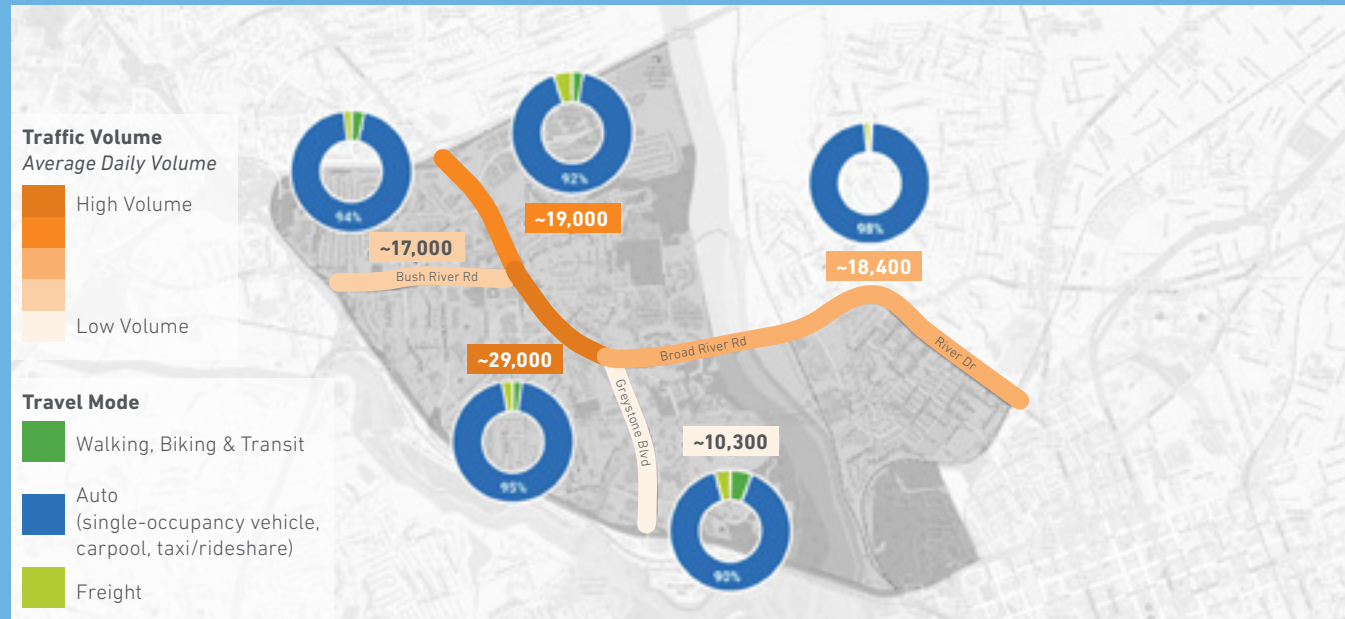 Traffic Volume
Average Daily Volume
High Volume
Low Volume
Travel Mode
Walking, Biking & Transit
Auto
(single-occupancy vehicle,
carpool, taxi/rideshare)
Freight
94%
~17,000
Bush River Rd
92%
~19,000
98%
~18,400
Broad River Rd
River Dr
~29,000
95%
Greystone Blvd
~10,300
90%